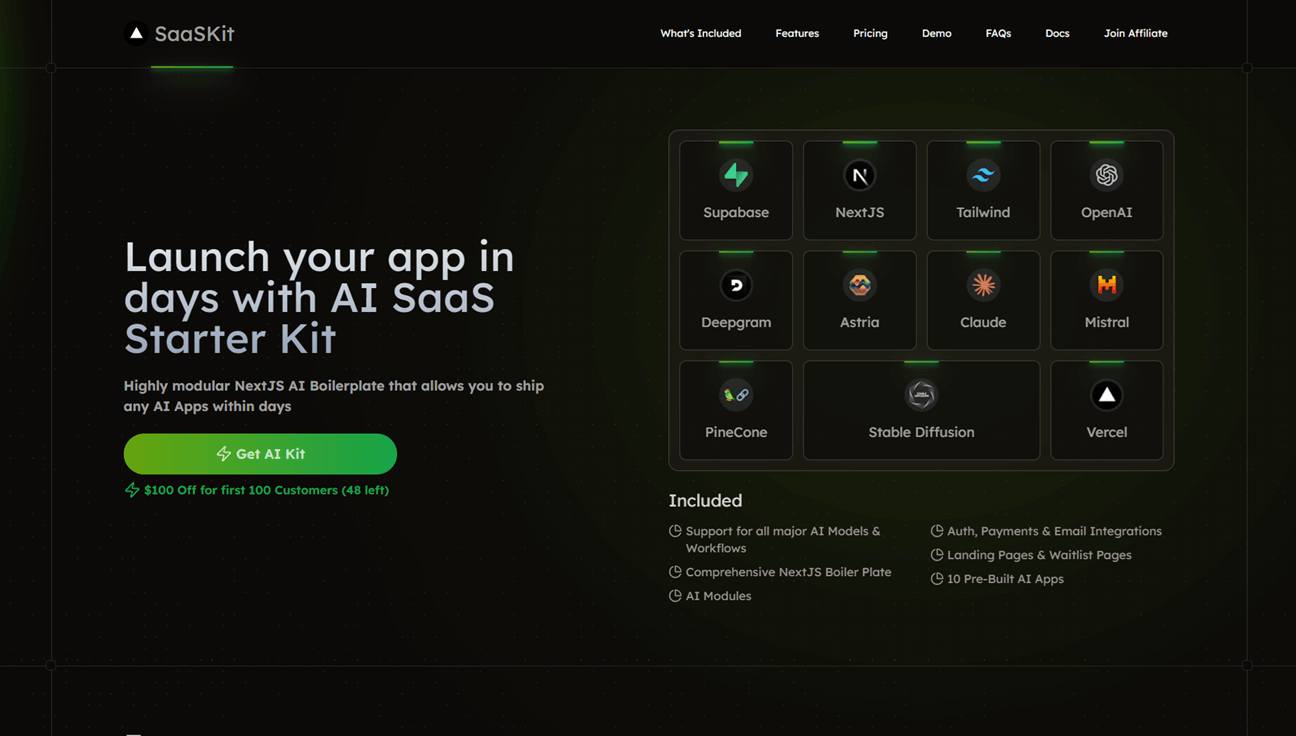 SaaSKit
What's Included
Features
Pricing
Demo
FAQs
Docs
Join Affiliate
Launch your app in
days with AI SaaS
Starter Kit
Highly modular NextJS AI Boilerplate that allows you to ship
any AI Apps within days
Get AI Kit
$100 Off for first 100 Customers (48 left)
Supabase
NextJS
Tailwind
OpenAI
Deepgram
Astria
Claude
Mistral
PineCone
Stable Diffusion
Vercel
Included
Support for all major AI Models &
Workflows
Comprehensive NextJS Boiler Plate
AI Modules
Auth, Payments & Email Integrations
Landing Pages & Waitlist Pages
10 Pre-Built AI Apps